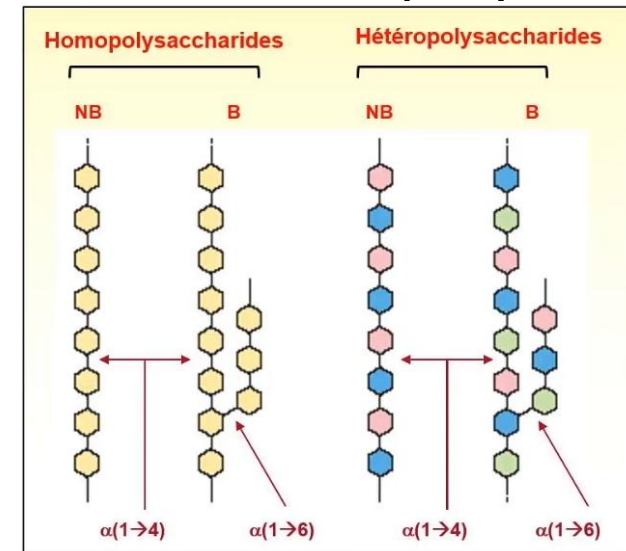 Homopolysaccharides Hétéropolysaccharides
NB B NB B
α(1→4) α(1→6) α(1→4) α(1→6)